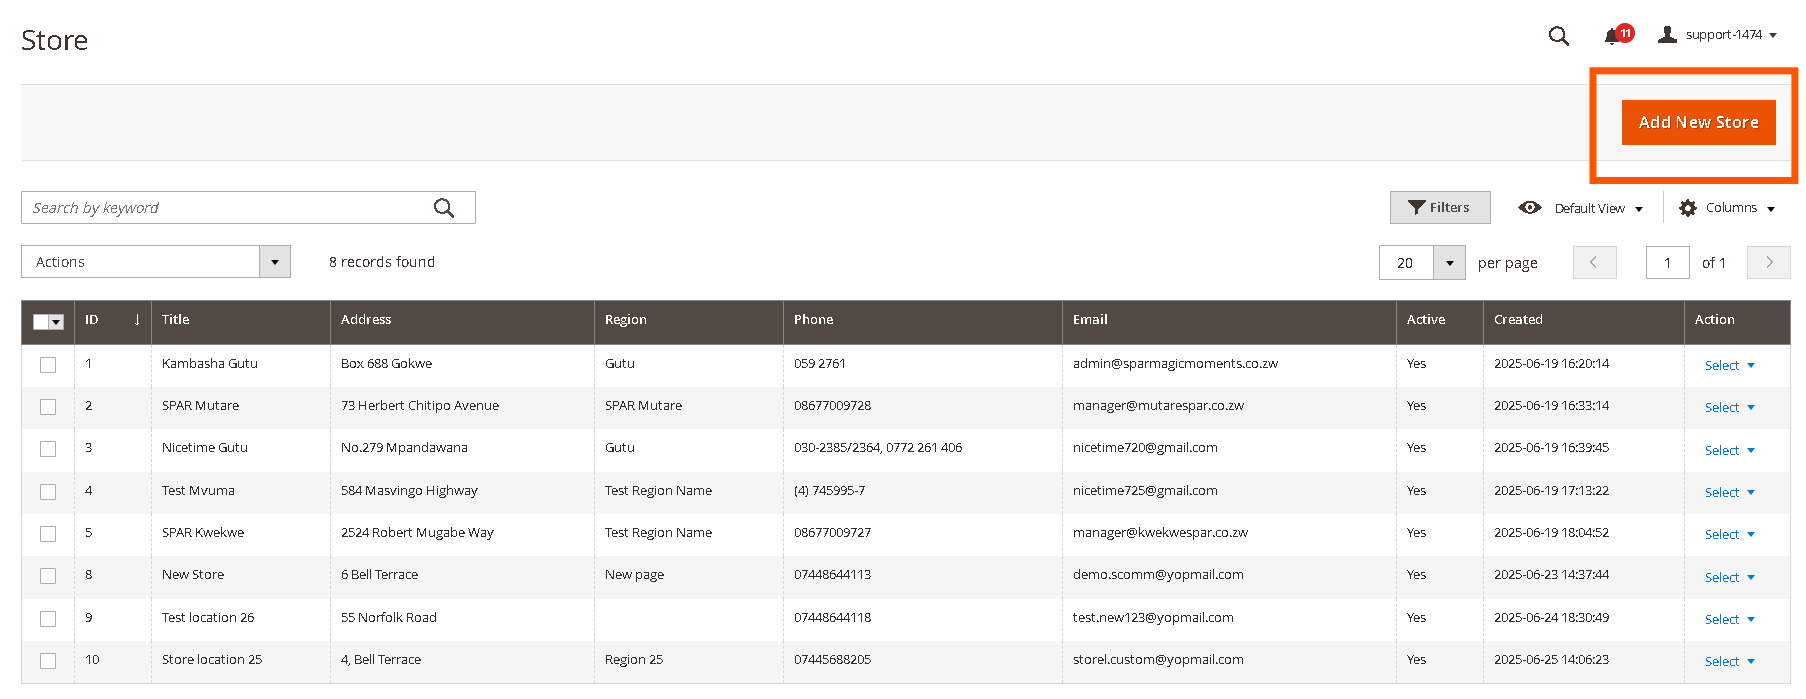 Store
11
support-1474
Add New Store
Search by keyword
Filters
Default View
Columns
Actions
8 records found
20 per page
1 of 1
ID ↓ Title Address Region Phone Email Active Created Action
1 Kambasha Gutu Box 688 Gokwe Gutu 059 2761 admin@sparmagicmoments.co.zw Yes 2025-06-19 16:20:14 Select
2 SPAR Mutare 73 Herbert Chitipo Avenue SPAR Mutare 08677009728 manager@mutarespar.co.zw Yes 2025-06-19 16:33:14 Select
3 Nicetime Gutu No.279 Mpandawana Gutu 030-2385/2364, 0772 261 406 nicetime720@gmail.com Yes 2025-06-19 16:39:45 Select
4 Test Mvuma 584 Masvingo Highway Test Region Name (4) 745995-7 nicetime725@gmail.com Yes 2025-06-19 17:13:22 Select
5 SPAR Kwekwe 2524 Robert Mugabe Way Test Region Name 08677009727 manager@kwekwespar.co.zw Yes 2025-06-19 18:04:52 Select
8 New Store 6 Bell Terrace New page 07448644113 demo.scomm@yopmail.com Yes 2025-06-23 14:37:44 Select
9 Test location 26 55 Norfolk Road 07448644118 test.new123@yopmail.com Yes 2025-06-24 18:30:49 Select
10 Store location 25 4, Bell Terrace Region 25 07445688205 storel.custom@yopmail.com Yes 2025-06-25 14:06:23 Select